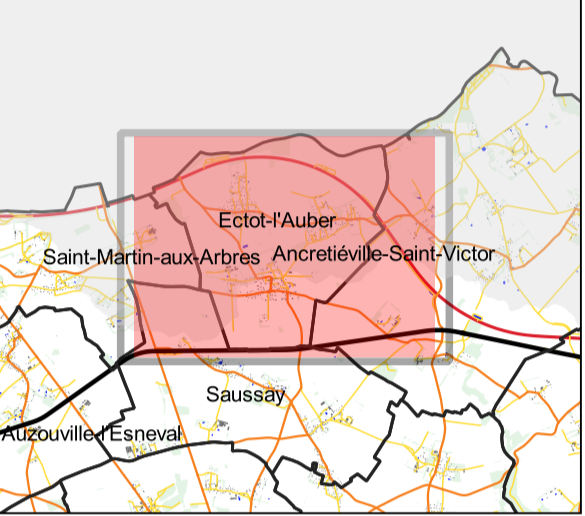 Ectot-l'Auber
Saint-Martin-aux-Arbres
Ancretiéville-Saint-Victor
Saussay
Auzouville-l'Esneval